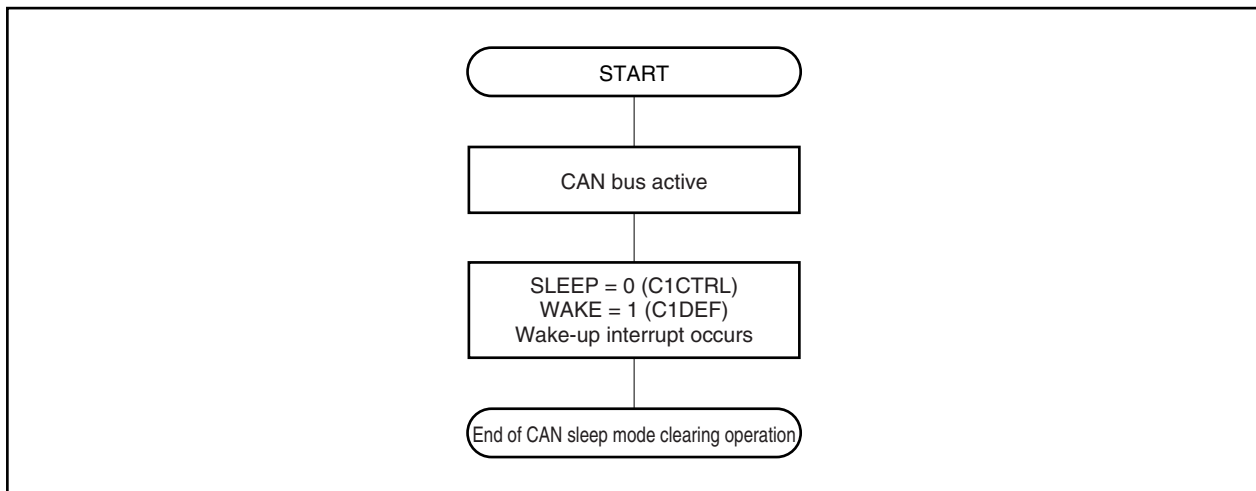 START
CAN bus active
SLEEP = 0 (C1CTRL)
WAKE = 1 (C1DEF)
Wake-up interrupt occurs
End of CAN sleep mode clearing operation